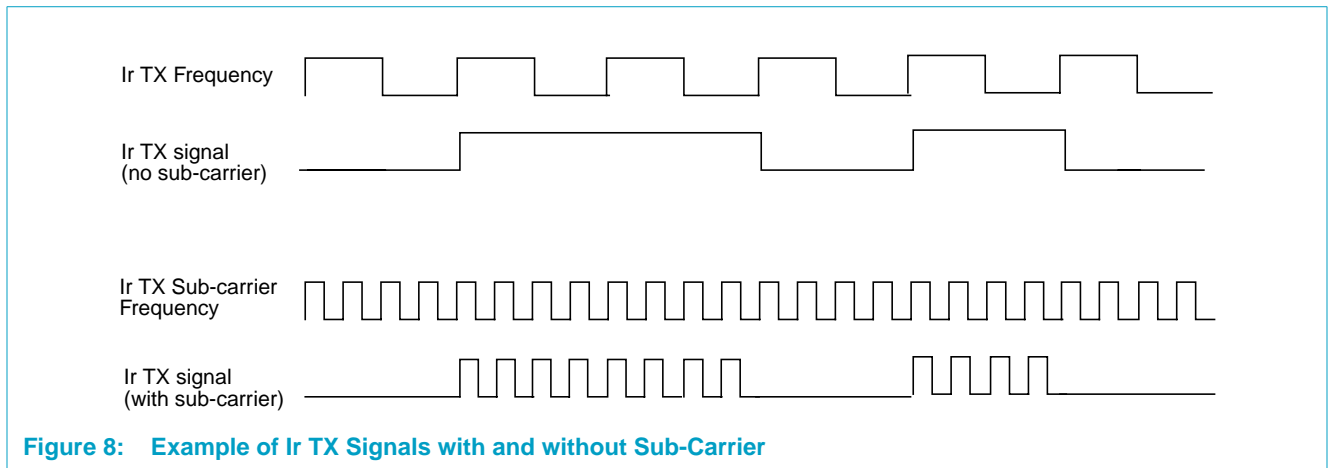 Ir TX Frequency
Ir TX signal
(no sub-carrier)
Ir TX Sub-carrier
Frequency
Ir TX signal
(with sub-carrier)
Figure 8: Example of Ir TX Signals with and without Sub-Carrier